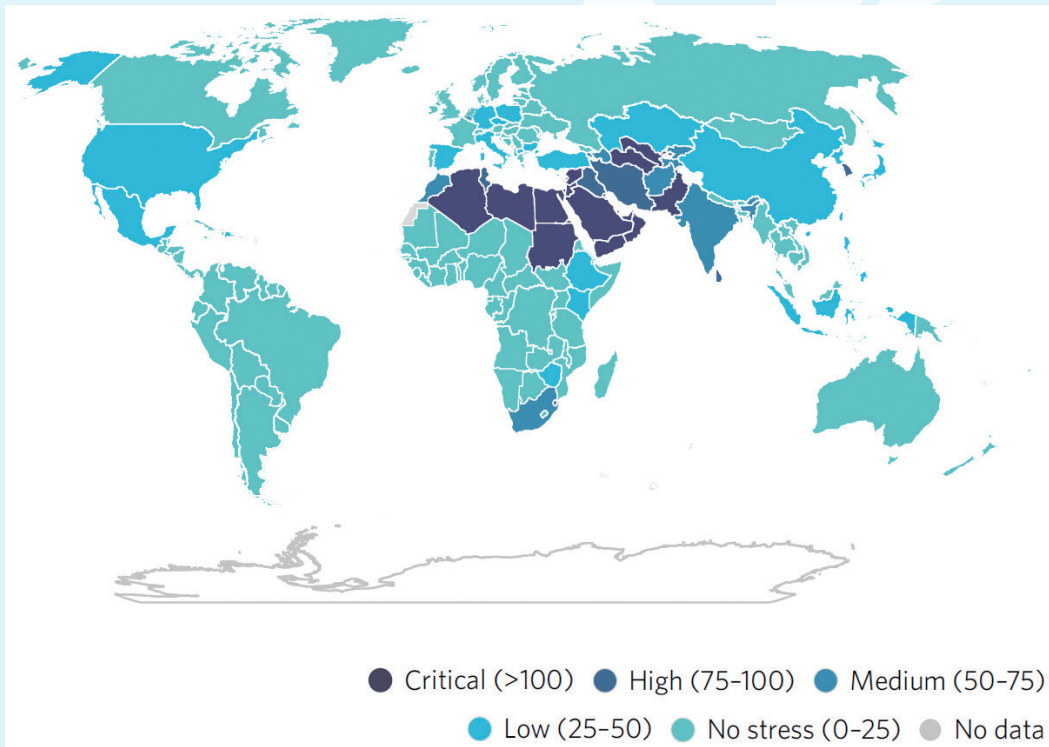 Critical (>100) High (75–100) Medium (50–75)
Low (25–50) No stress (0–25) No data